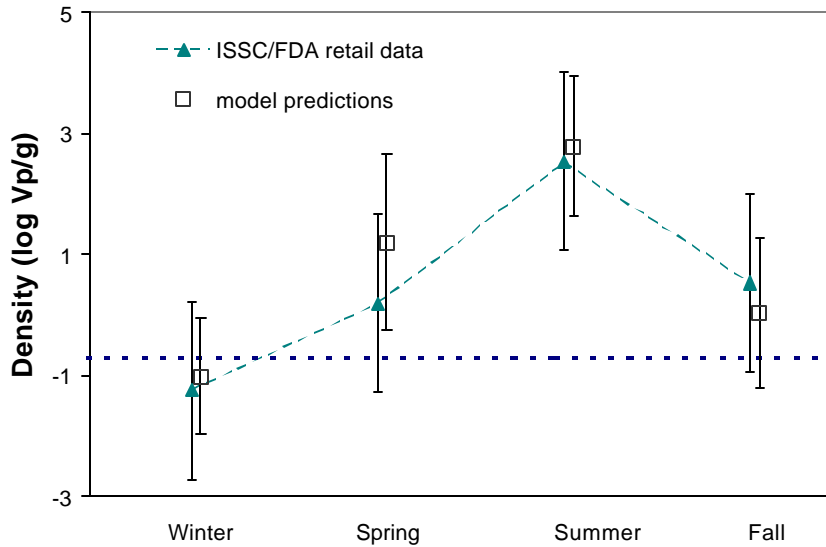 5
ISSC/FDA retail data
model predictions
3
1
-1
-3
Density (log Vp/g)
Winter Spring Summer Fall